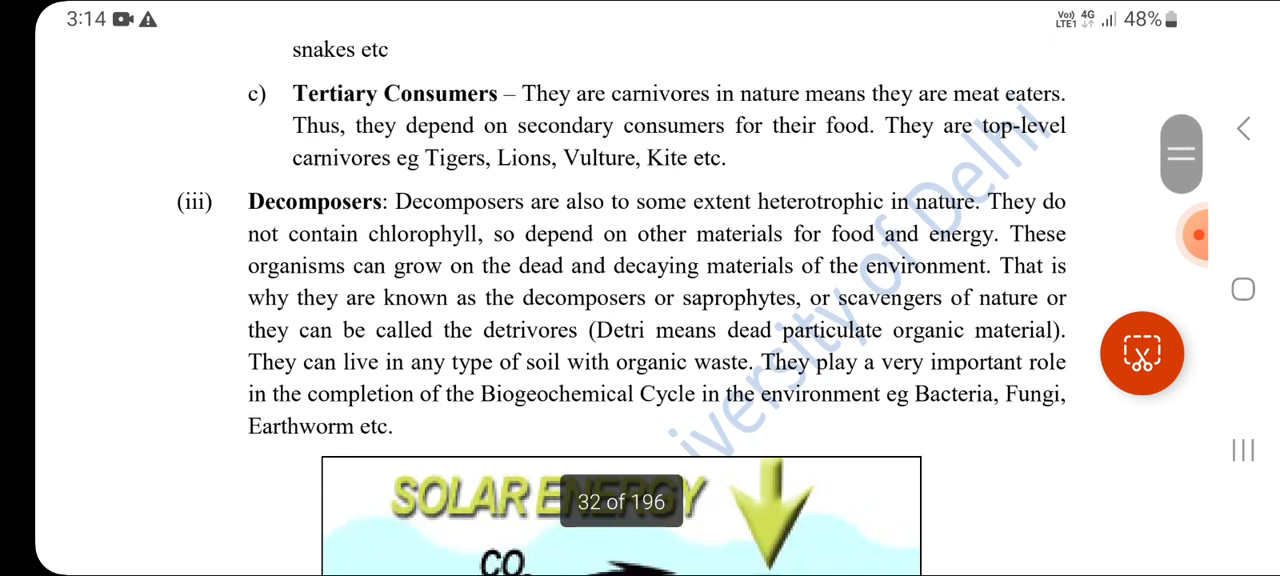 3:14
Vo)) 4G
LTE1 48%
snakes etc
c) Tertiary Consumers – They are carnivores in nature means they are meat eaters.
Thus, they depend on secondary consumers for their food. They are top-level
carnivores eg Tigers, Lions, Vulture, Kite etc.
(iii) Decomposers: Decomposers are also to some extent heterotrophic in nature. They do
not contain chlorophyll, so depend on other materials for food and energy. These
organisms can grow on the dead and decaying materials of the environment. That is
why they are known as the decomposers or saprophytes, or scavengers of nature or
they can be called the detrivores (Detri means dead particulate organic material).
They can live in any type of soil with organic waste. They play a very important role
in the completion of the Biogeochemical Cycle in the environment eg Bacteria, Fungi,
Earthworm etc.
iversity of Delhi
SOLAR E Y
32 of 196
CO